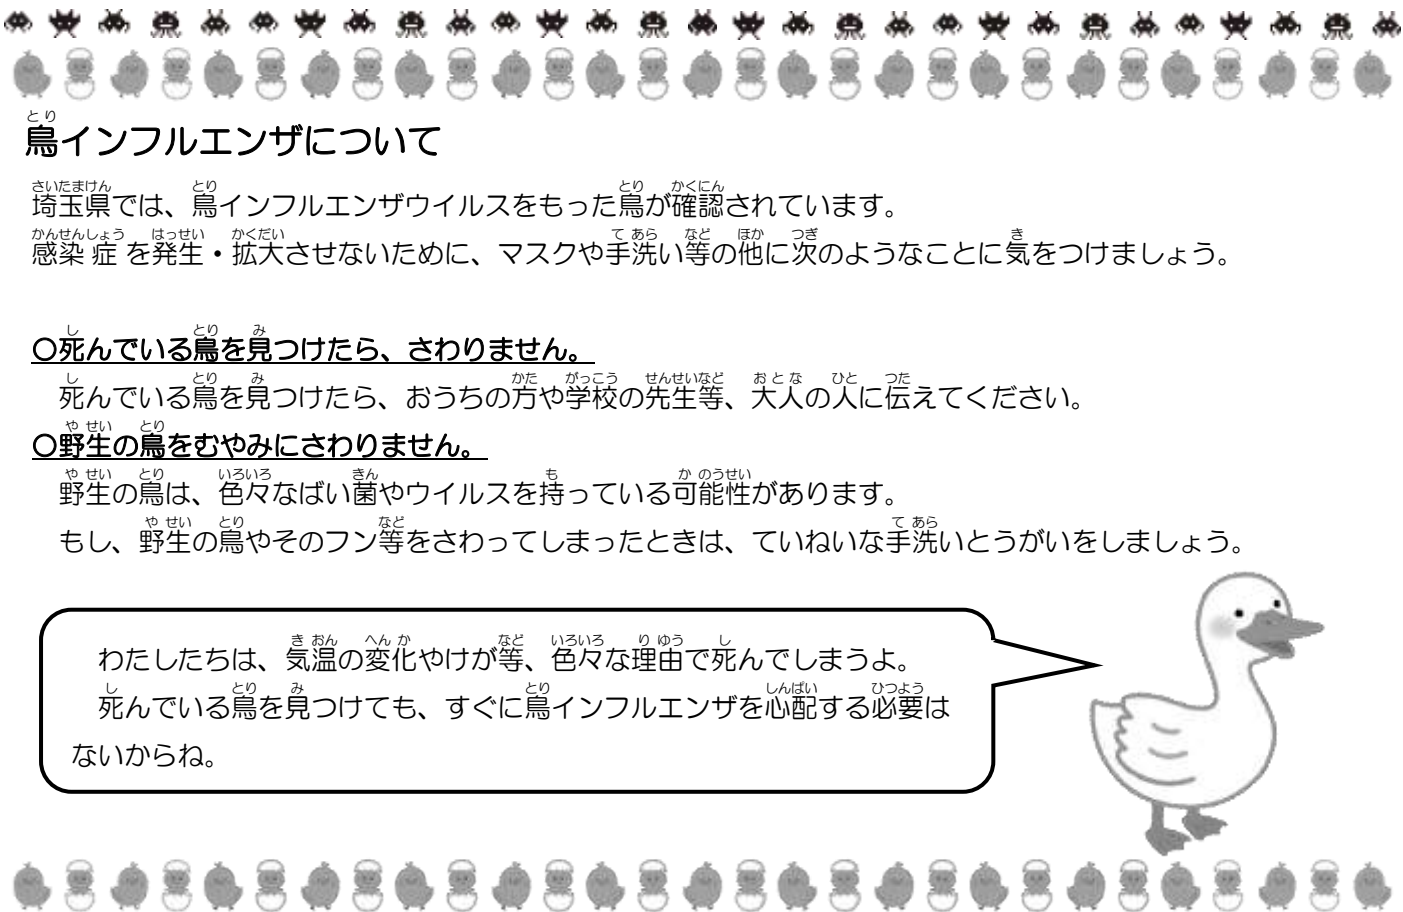 鳥インフルエンザについて
埼玉県では、鳥インフルエンザウイルスをもった鳥が確認されています。
感染症を発生・拡大させないために、マスクや手洗い等の他に次のようなことに気をつけましょう。
〇死んでいる鳥を見つけたら、さわりません。
死んでいる鳥を見つけたら、おうちの方や学校の先生等、大人の人に伝えてください。
〇野生の鳥をむやみにさわりません。
野生の鳥は、色々なばい菌やウイルスを持っている可能性があります。
もし、野生の鳥やそのフン等をさわってしまったときは、ていねいな手洗いとうがいをしましょう。
わたしたちは、気温の変化やけが等、色々な理由で死んでしまうよ。
死んでいる鳥を見つけても、すぐに鳥インフルエンザを心配する必要は
ないからね。